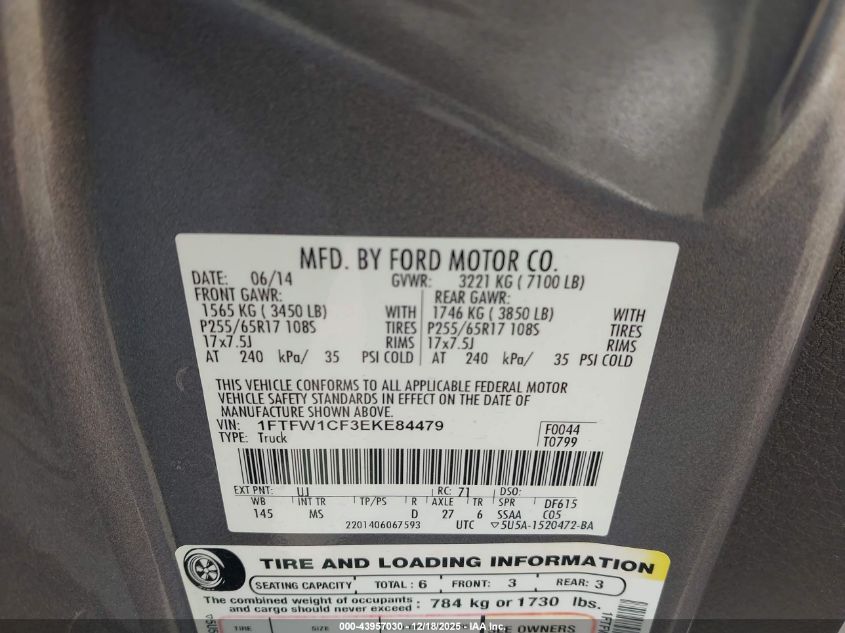 MFD. BY FORD MOTOR CO.
DATE: 06/14 GVWR: 3221 KG ( 7100 LB)
FRONT GAWR: REAR GAWR:
1565 KG ( 3450 LB) WITH 1746 KG ( 3850 LB) WITH
P255/65R17 108S TIRES P255/65R17 108S TIRES
17x7.5J RIMS 17x7.5J RIMS
AT 240 kPa/ 35 PSI COLD AT 240 kPa/ 35 PSI COLD
THIS VEHICLE CONFORMS TO ALL APPLICABLE FEDERAL MOTOR
VEHICLE SAFETY STANDARDS IN EFFECT ON THE DATE OF
MANUFACTURE SHOWN ABOVE.
VIN: 1FTFW1CF3EKE84479 F0044
TYPE: Truck T0799
EXT PNT: UJ RC: 71 DSO:
WB INT TR TP/PS R AXLE TR SPR DF615
145 MS D 27 6 SSAA C05
2201406067593 UTC ▽5U5A-1520472-BA
TIRE AND LOADING INFORMATION
SEATING CAPACITY TOTAL : 6 FRONT: 3 REAR: 3
The combined weight of occupants and cargo should never exceed : 784 kg or 1730 lbs.
TIRE SIZE SEE OWNERS
000-43957030 - 12/18/2025 - IAA Inc.